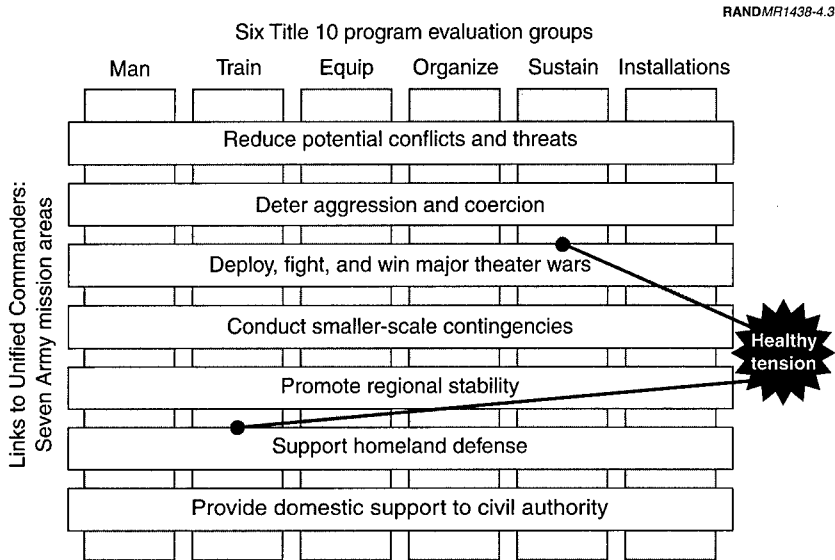 RANDMR1438-4.3
Six Title 10 program evaluation groups
Man Train Equip Organize Sustain Installations
Reduce potential conflicts and threats
Deter aggression and coercion
Deploy, fight, and win major theater wars
Conduct smaller-scale contingencies
Promote regional stability
Support homeland defense
Provide domestic support to civil authority
Links to Unified Commanders:
Seven Army mission areas
Healthy
tension